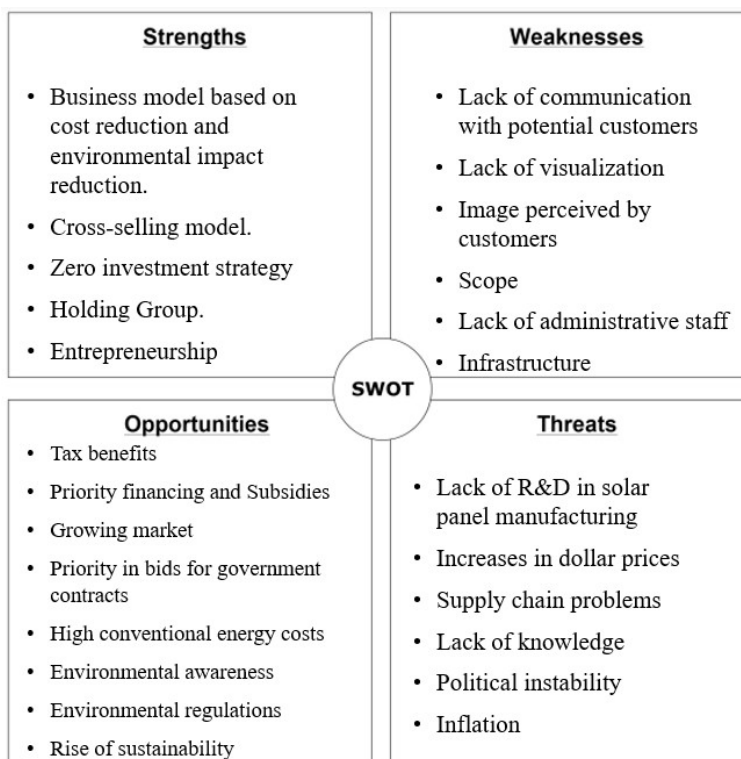 Strengths
• Business model based on
cost reduction and
environmental impact
reduction.
• Cross-selling model.
• Zero investment strategy
• Holding Group.
• Entrepreneurship
Weaknesses
• Lack of communication
with potential customers
• Lack of visualization
• Image perceived by
customers
• Scope
• Lack of administrative staff
• Infrastructure
SWOT
Opportunities
• Tax benefits
• Priority financing and Subsidies
• Growing market
• Priority in bids for government
contracts
• High conventional energy costs
• Environmental awareness
• Environmental regulations
• Rise of sustainability
Threats
• Lack of R&D in solar
panel manufacturing
• Increases in dollar prices
• Supply chain problems
• Lack of knowledge
• Political instability
• Inflation